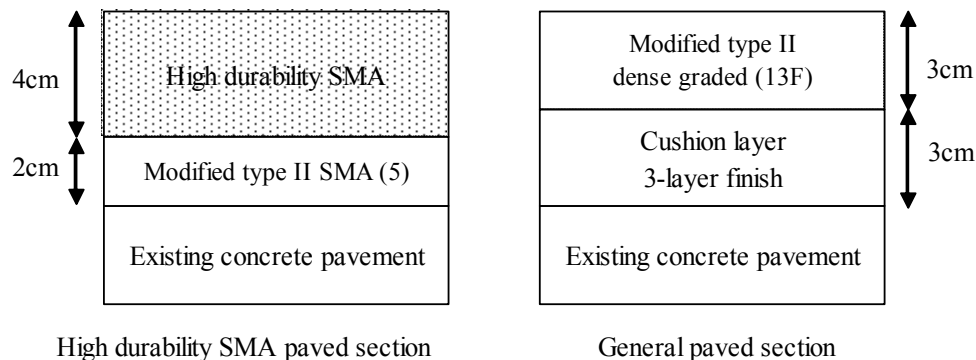 4cm
High durability SMA
2cm
Modified type II SMA (5)
Existing concrete pavement
High durability SMA paved section
Modified type II
dense graded (13F)
3cm
Cushion layer
3-layer finish
3cm
Existing concrete pavement
General paved section